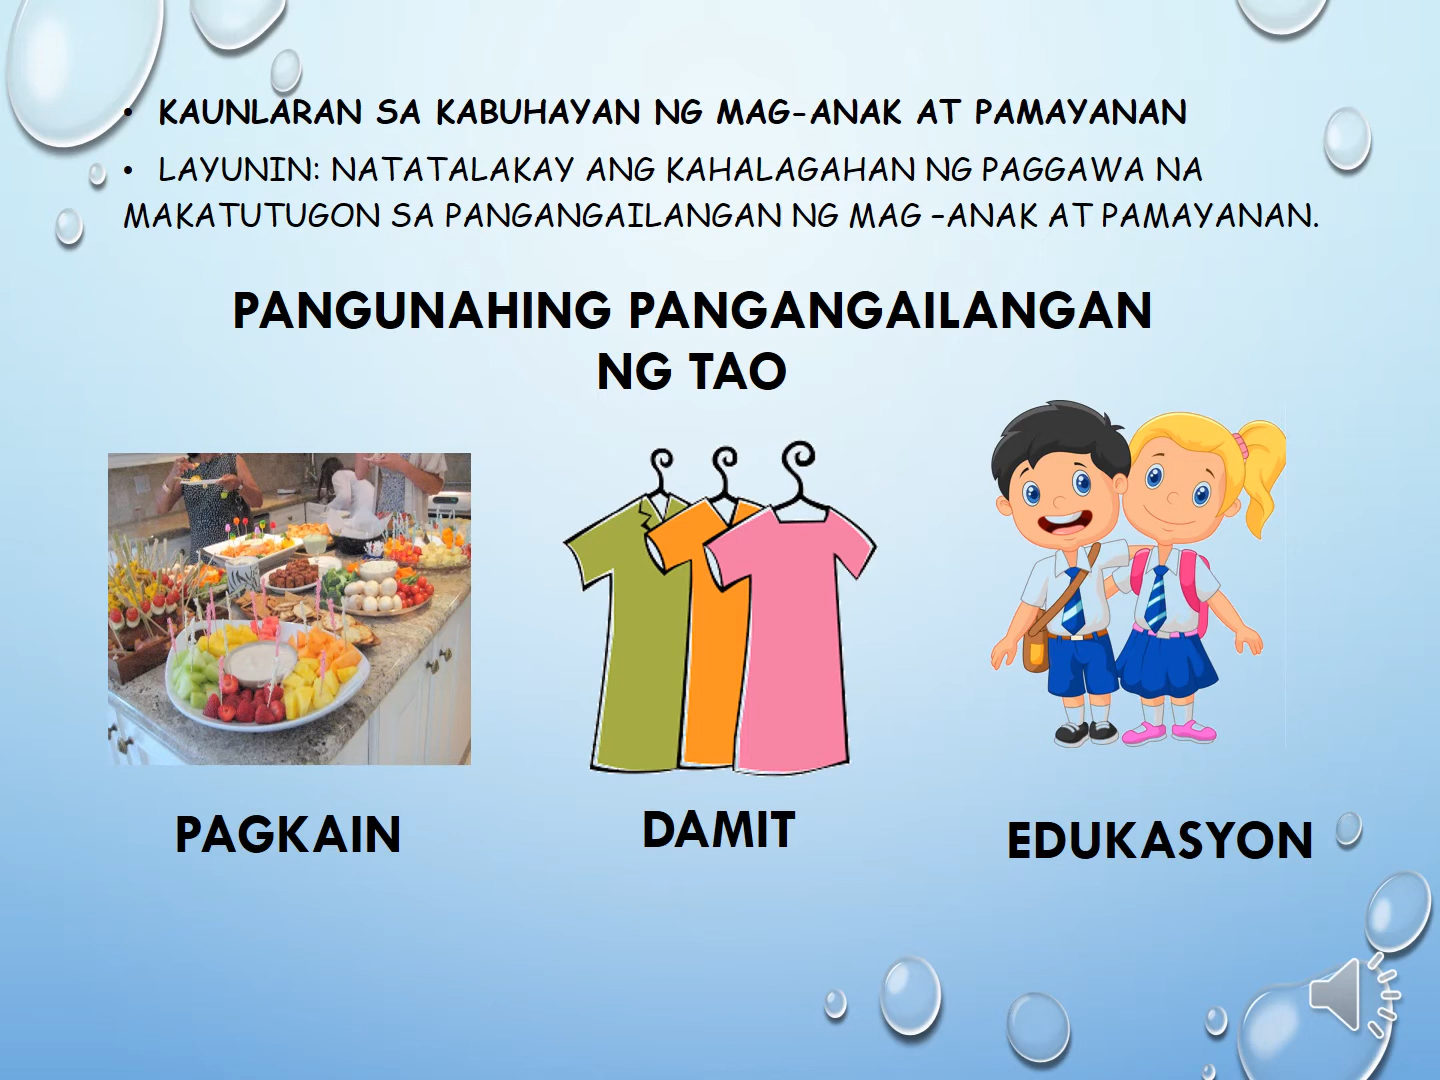 • KAUNLARAN SA KABUHAYAN NG MAG-ANAK AT PAMAYANAN
• LAYUNIN: NATATALAKAY ANG KAHALAGAHAN NG PAGGAWA NA
MAKATUTUGON SA PANGANGAILANGAN NG MAG –ANAK AT PAMAYANAN.
PANGUNAHING PANGANGAILANGAN
NG TAO
PAGKAIN
DAMIT
EDUKASYON